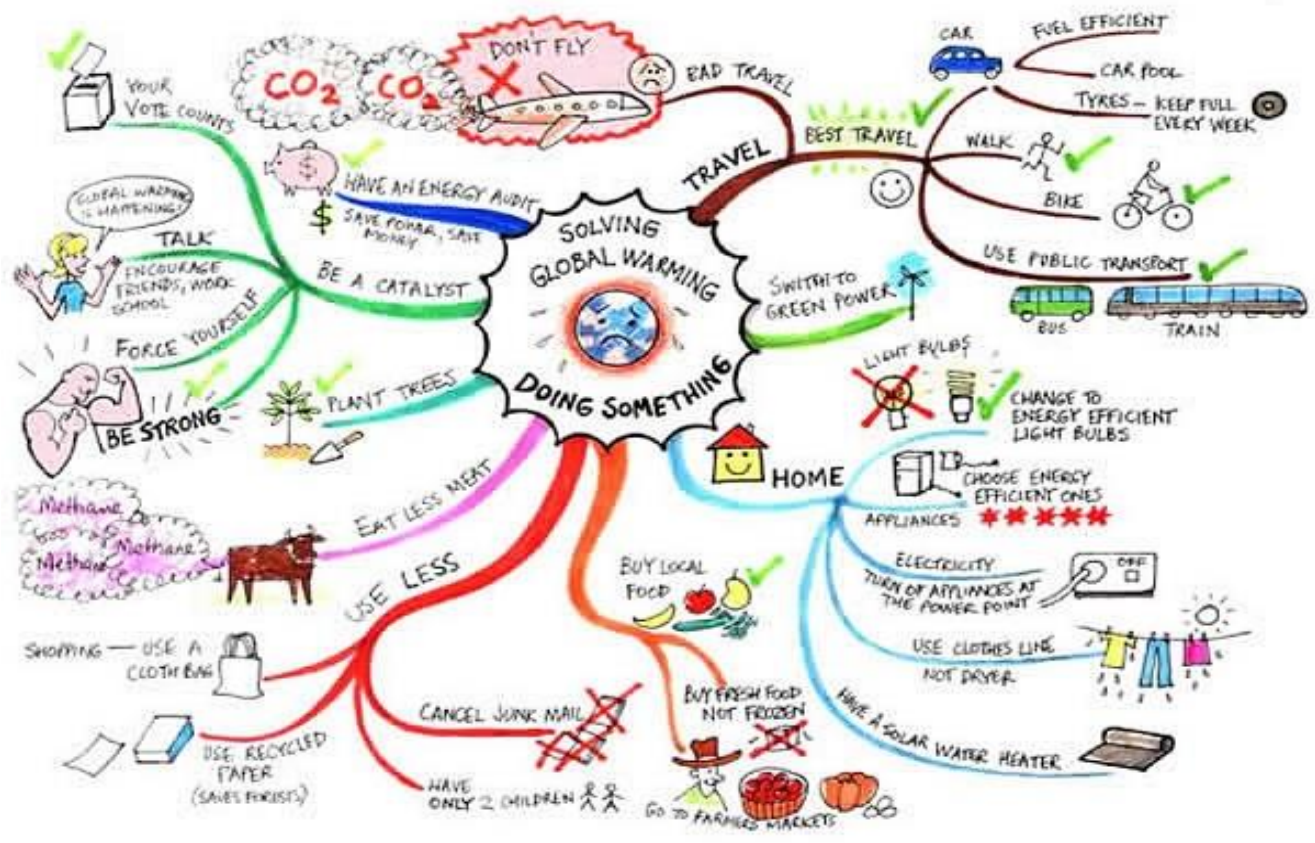 SOLVING
GLOBAL WARMING
DOING SOMETHING
TRAVEL
BAD TRAVEL
DON'T FLY
CO2
CO2
BEST TRAVEL
CAR
FUEL EFFICIENT
CAR POOL
TYRES – KEEP FULL
EVERY WEEK
WALK
BIKE
USE PUBLIC TRANSPORT
BUS
TRAIN
SWITH TO
GREEN POWER
HOME
LIGHT BULBS
CHANGE TO
ENERGY EFFICIENT
LIGHT BULBS
CHOOSE ENERGY
EFFICIENT ONES
APPLIANCES
ELECTRICITY
TURN OF APPLIANCES AT
THE POWER POINT
OFF
USE CLOTHES LINE
NOT DRYER
HAVE A SOLAR WATER HEATER
BUY LOCAL
FOOD
BUY FRESH FOOD
NOT FROZEN
GO TO FARMERS MARKETS
USE LESS
SHOPPING — USE A
CLOTH BAG
USE RECYCLED
PAPER
(SAVES FORISTS)
CANCEL JUNK MAIL
HAVE
ONLY 2 CHILDREN
EAT LESS MEAT
Methane
Methane
Methane
PLANT TREES
BE A CATALYST
YOUR
VOTE COUNTS
GLOBAL WARMING
IS HAPPENING!
TALK
ENCOURAGE
FRIENDS, WORK
SCHOOL
FORCE YOURSELF
BE STRONG
HAVE AN ENERGY AUDIT
SAVE POWAR, SAVE
MONEY
$
$